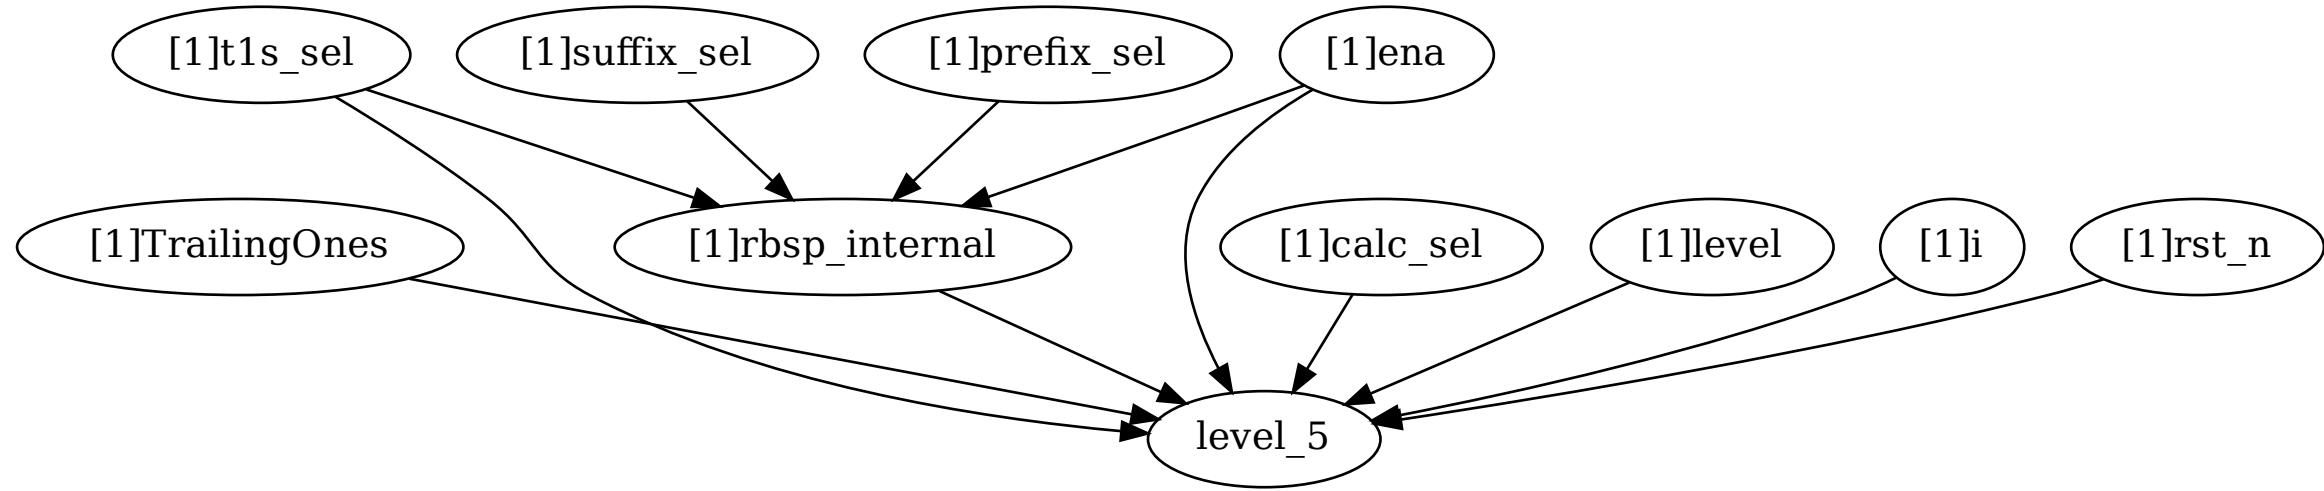 [1]t1s_sel
[1]suffix_sel
[1]prefix_sel
[1]ena
[1]TrailingOnes
[1]rbsp_internal
[1]calc_sel
[1]level
[1]i
[1]rst_n
level_5